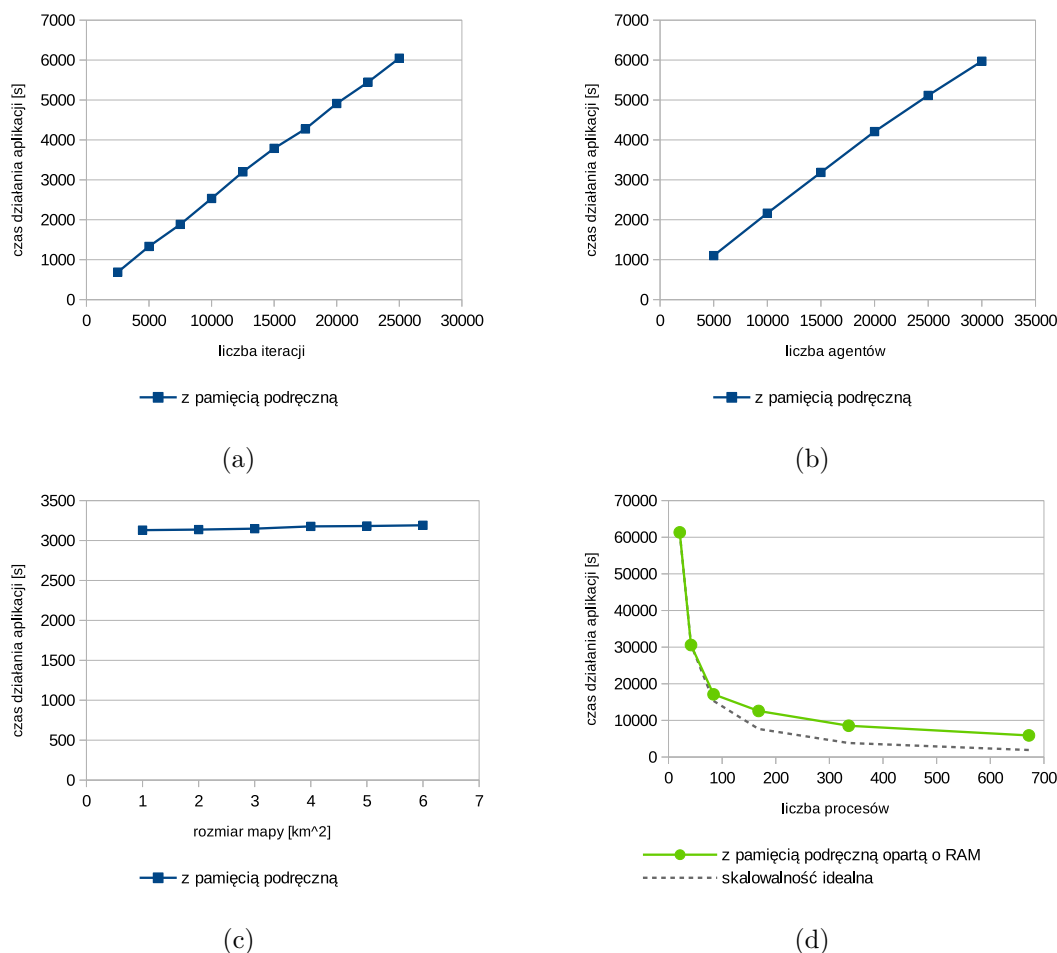 7000
6000
5000
4000
3000
2000
1000
0
czas działania aplikacji [s]
0 5000 10000 15000 20000 25000 30000
liczba iteracji
z pamięcią podręczną
(a)
7000
6000
5000
4000
3000
2000
1000
0
czas działania aplikacji [s]
0 5000 10000 15000 20000 25000 30000 35000
liczba agentów
z pamięcią podręczną
(b)
3500
3000
2500
2000
1500
1000
500
0
czas działania aplikacji [s]
0 1 2 3 4 5 6 7
rozmiar mapy [km^2]
z pamięcią podręczną
(c)
70000
60000
50000
40000
30000
20000
10000
0
czas działania aplikacji [s]
0 100 200 300 400 500 600 700
liczba procesów
z pamięcią podręczną opartą o RAM
skalowalność idealna
(d)